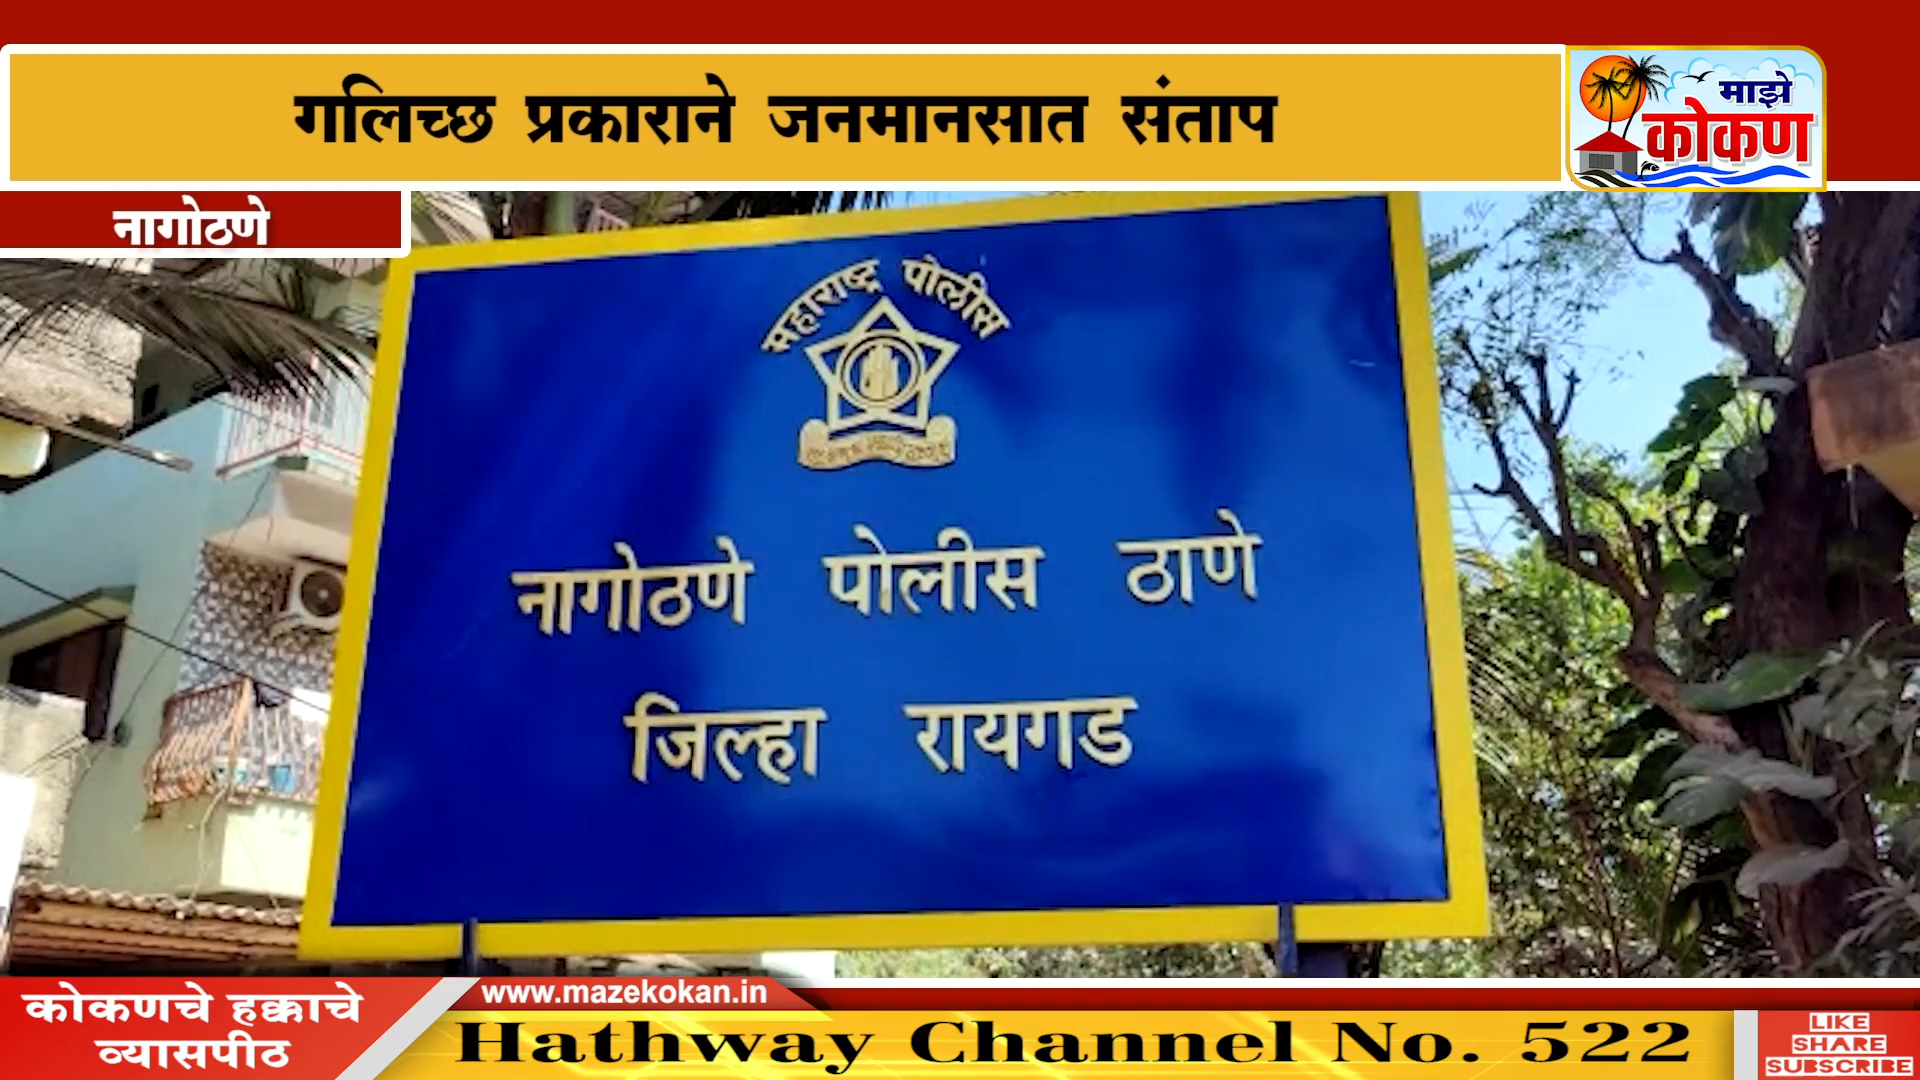 गलिच्छ प्रकाराने जनमानसात संताप
माझे
कोकण
नागोठणे
महाराष्ट्र पोलीस
नागोठणे पोलीस ठाणे
जिल्हा रायगड
कोकणचे हक्काचे
व्यासपीठ
www.mazekokan.in
Hathway Channel No. 522
LIKE
SHARE
SUBSCRIBE